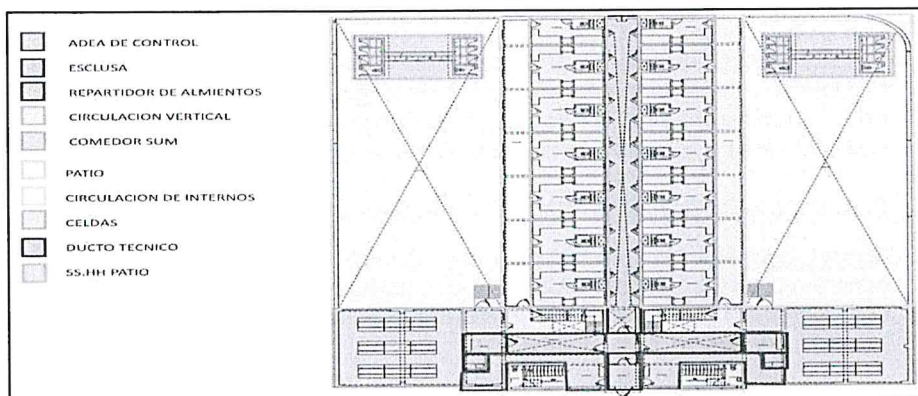 ADEA DE CONTROL
ESCLUSA
REPARTIDOR DE ALMIENTOS
CIRCULACION VERTICAL
COMEDOR SUM
PATIO
CIRCULACION DE INTERNOS
CELDAS
DUCTO TECNICO
SS.HH PATIO